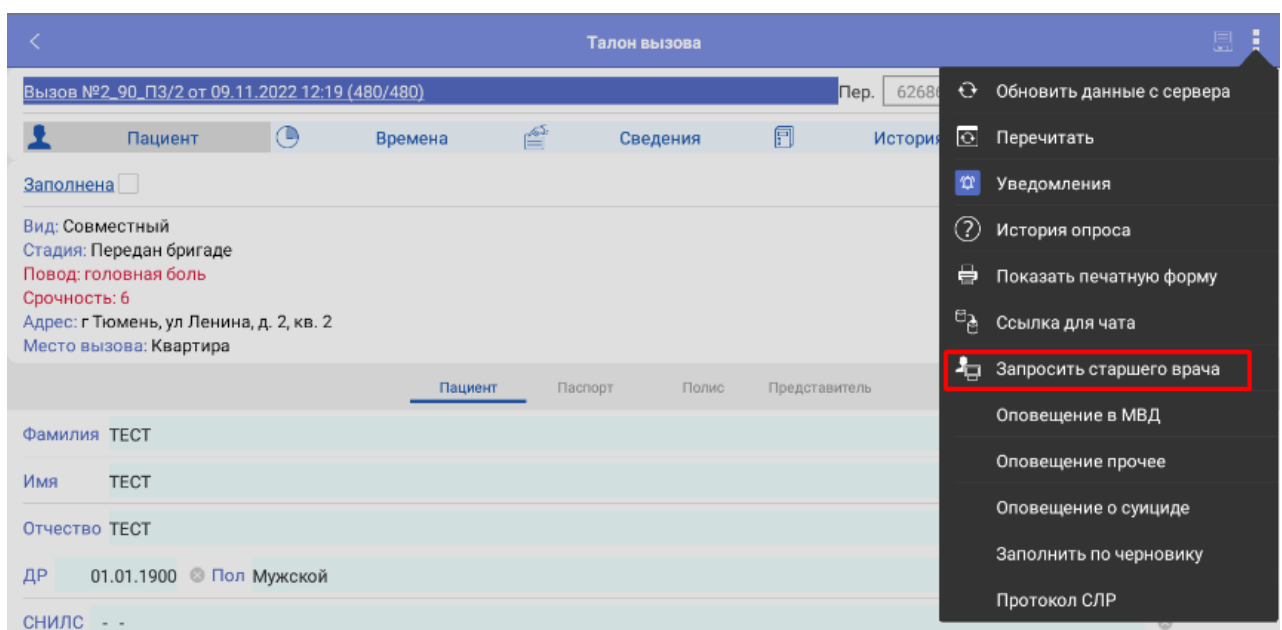 Талон вызова
Вызов №2_90_ПЗ/2 от 09.11.2022 12:19 (480/480)
Пер. 6268
Пациент Времена Сведения История
Заполнена
Вид: Совместный
Стадия: Передан бригаде
Повод: головная боль
Срочность: 6
Адрес: г Тюмень, ул Ленина, д. 2, кв. 2
Место вызова: Квартира
Пациент Паспорт Полис Представитель
Фамилия ТЕСТ
Имя ТЕСТ
Отчество ТЕСТ
ДР 01.01.1900 Пол Мужской
СНИЛС - -
Обновить данные с сервера
Перечитать
Уведомления
История опроса
Показать печатную форму
Ссылка для чата
Запросить старшего врача
Оповещение в МВД
Оповещение прочее
Оповещение о суициде
Заполнить по черновику
Протокол СЛР